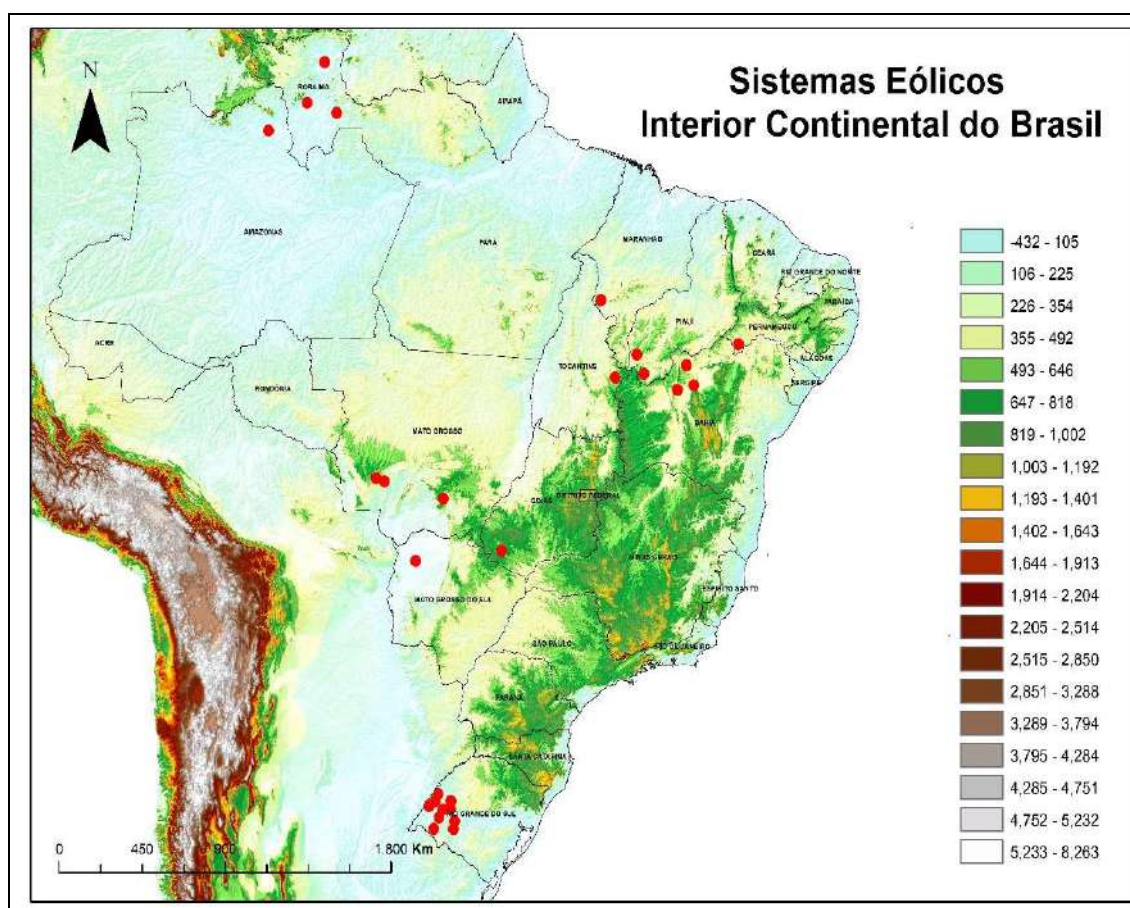 Sistemas Eólicos
Interior Continental do Brasil
N
RORAIMA
AMAPÁ
AMAZONAS
PARÁ
MARANHÃO
CEARÁ
RIO GRANDE DO NORTE
PARAÍBA
PIAUÍ
PERNAMBUCO
ALAGOAS
SERGIPE
ACRE
TOCANTINS
RONDÔNIA
MATO GROSSO
BAHIA
GOIÁS
DISTRITO FEDERAL
MINAS GERAIS
ESPÍRITO SANTO
MOTO GROSSO DO SUL
SÃO PAULO
RIO DE JANEIRO
PARANÁ
SANTA CATARINA
RIO GRANDE DO SUL
0 450 900 1.800 Km
-432 - 105
106 - 225
226 - 354
355 - 492
493 - 646
647 - 818
819 - 1,002
1,003 - 1,192
1,193 - 1,401
1,402 - 1,643
1,644 - 1,913
1,914 - 2,204
2,205 - 2,514
2,515 - 2,850
2,851 - 3,288
3,289 - 3,794
3,795 - 4,284
4,285 - 4,751
4,752 - 5,232
5,233 - 8,263